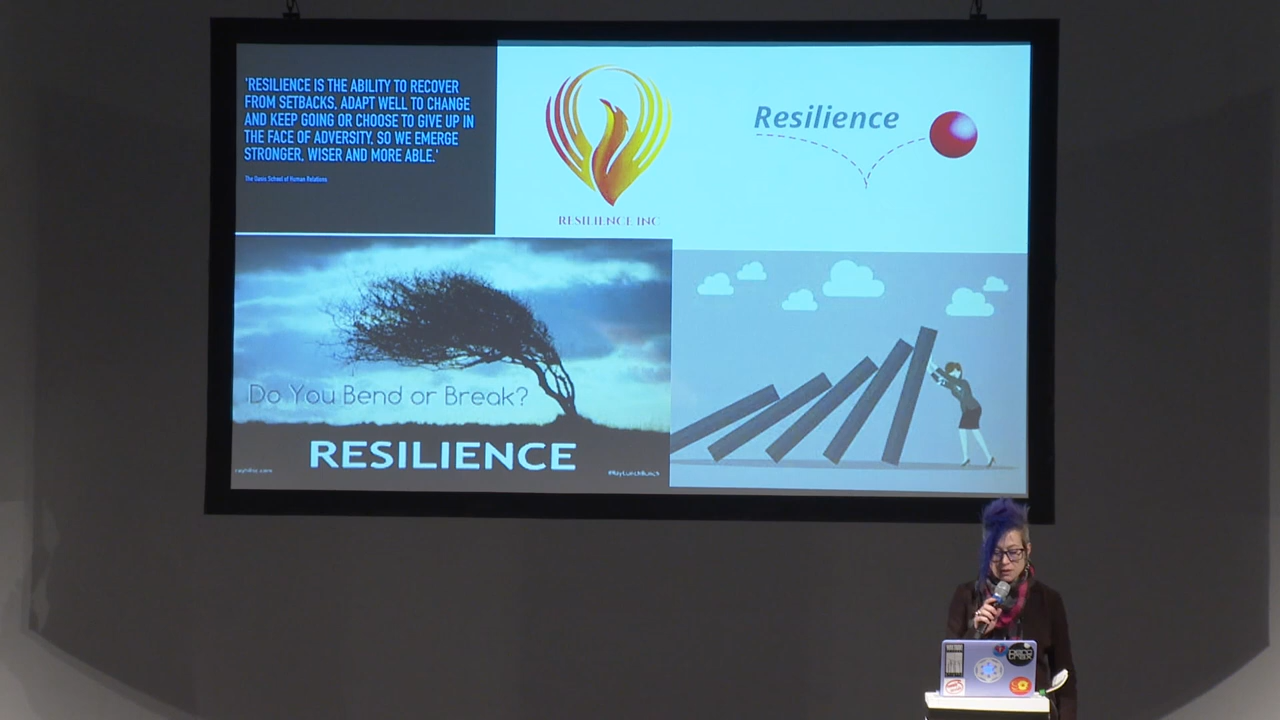 'RESILIENCE IS THE ABILITY TO RECOVER
FROM SETBACKS, ADAPT WELL TO CHANGE
AND KEEP GOING OR CHOOSE TO GIVE UP IN
THE FACE OF ADVERSITY, SO WE EMERGE
STRONGER, WISER AND MORE ABLE.'
The Oasis School of Human Relations
RESILIENCE INC
Resilience
Do You Bend or Break?
RESILIENCE